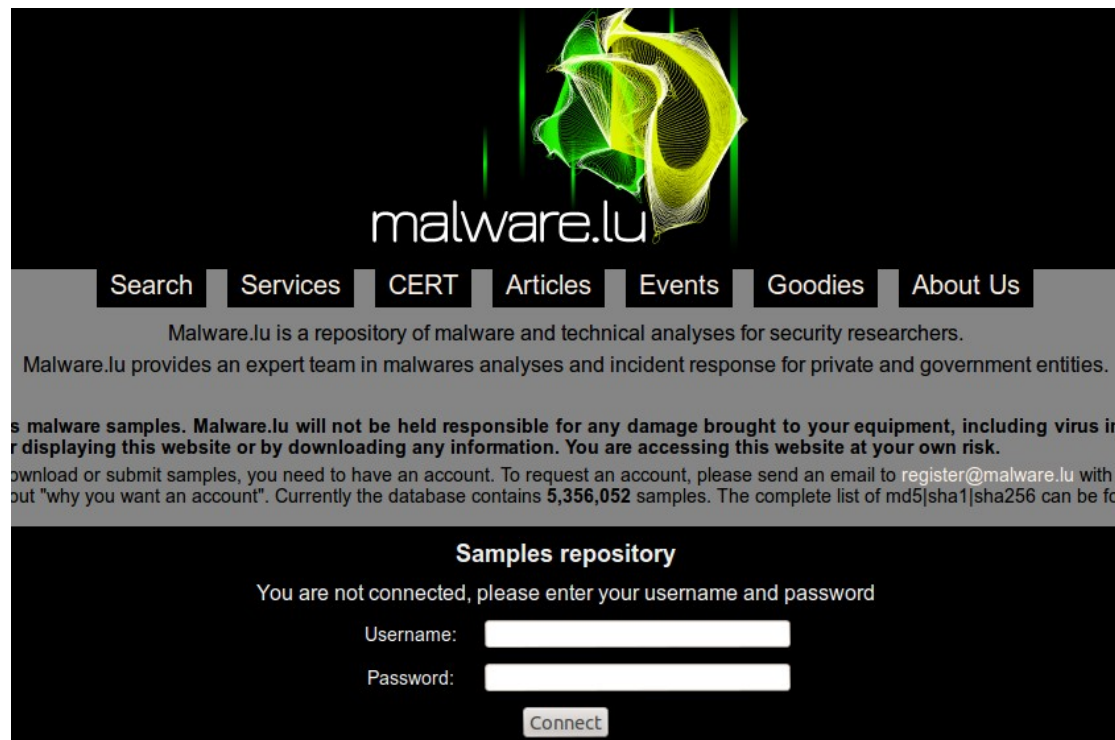 malware.lu
Search Services CERT Articles Events Goodies About Us
Malware.lu is a repository of malware and technical analyses for security researchers.
Malware.lu provides an expert team in malwares analyses and incident response for private and government entities.
s malware samples. Malware.lu will not be held responsible for any damage brought to your equipment, including virus
r displaying this website or by downloading any information. You are accessing this website at your own risk.
ownload or submit samples, you need to have an account. To request an account, please send an email to register@malware.lu with
out "why you want an account". Currently the database contains 5,356,052 samples. The complete list of md5|sha1|sha256 can be
Samples repository
You are not connected, please enter your username and password
Username:
Password:
Connect